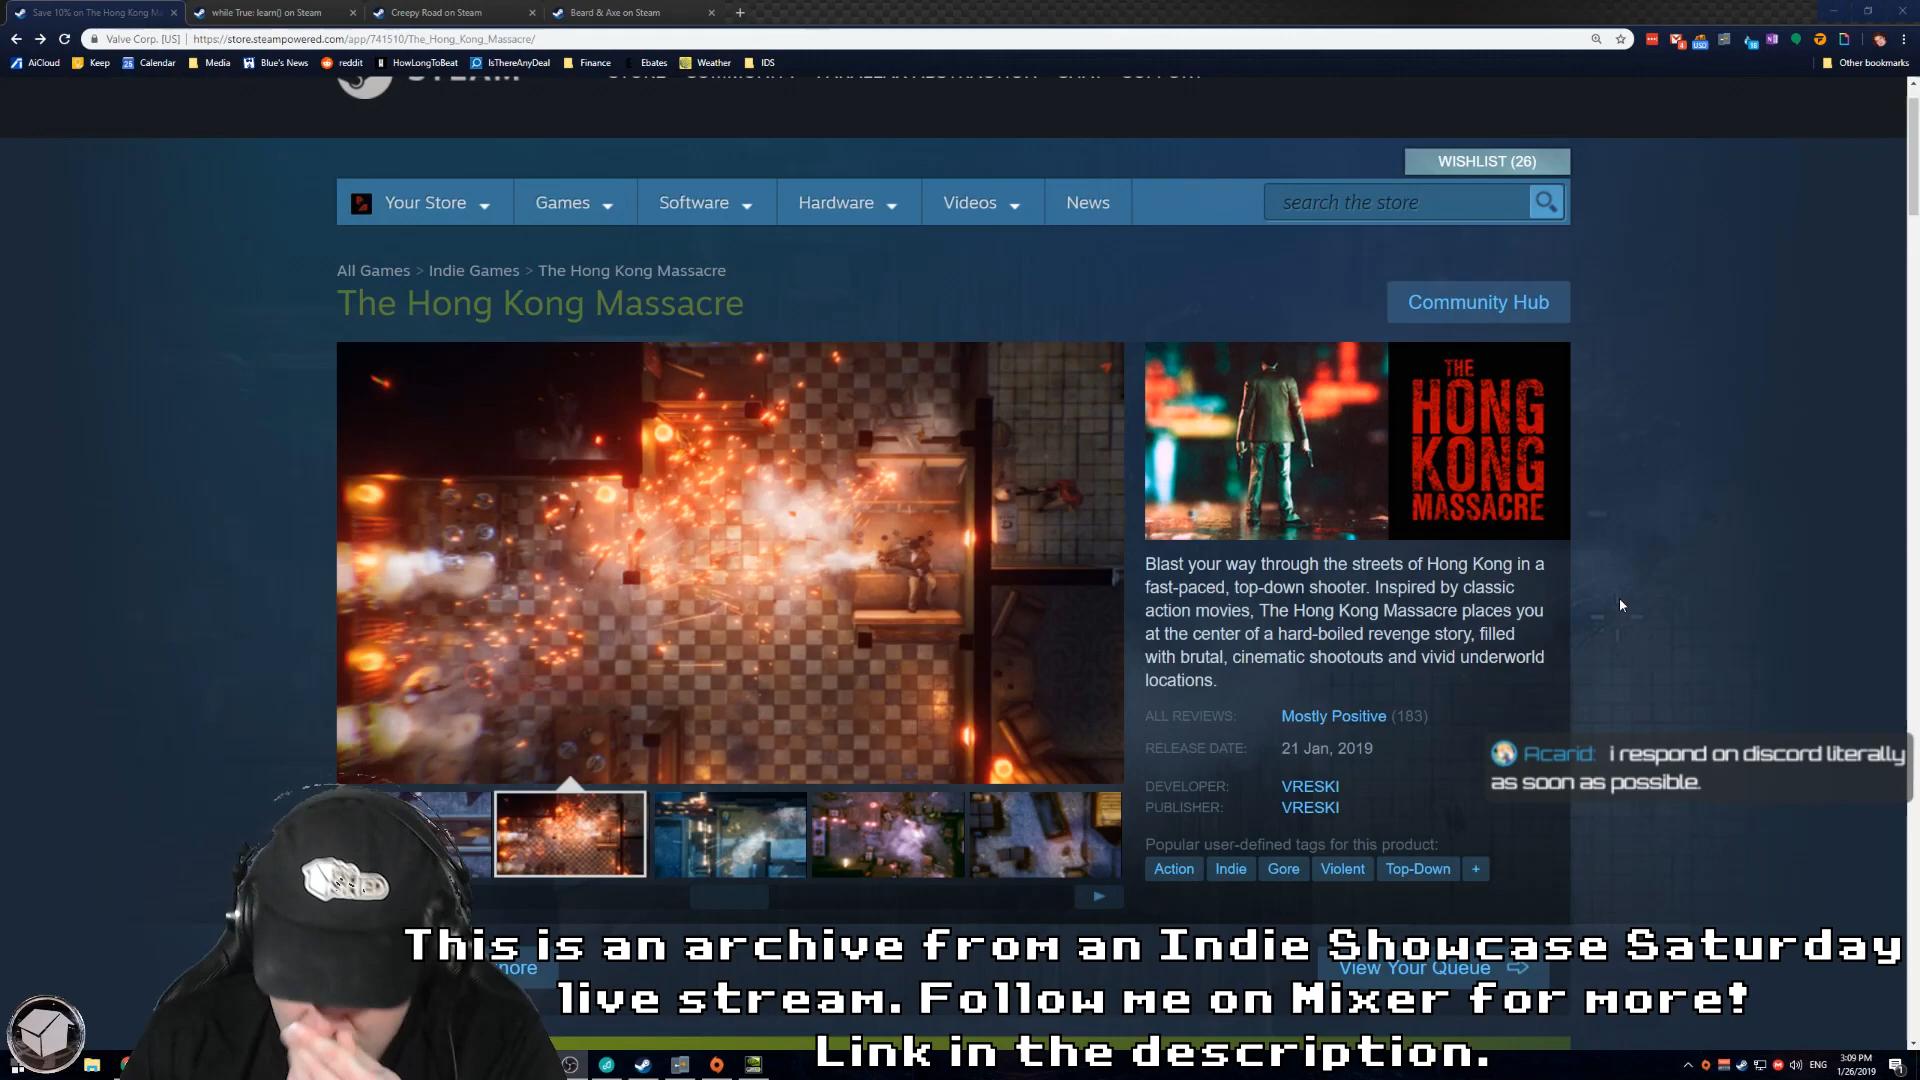 Save 10% on The Hong Kong M
while True: learn() on Steam
Creepy Road on Steam
Beard & Axe on Steam
Valve Corp. [US] | https://store.steampowered.com/app/741510/The_Hong_Kong_Massacre/
AiCloud
Keep
Calendar
Media
Blue's News
reddit
HowLongToBeat
IsThereAnyDeal
Finance
Ebates
Weather
IDS
Other bookmarks
WISHLIST (26)
Your Store
Games
Software
Hardware
Videos
News
search the store
All Games > Indie Games > The Hong Kong Massacre
The Hong Kong Massacre
Community Hub
THE
HONG
KONG
MASSACRE
Blast your way through the streets of Hong Kong in a
fast-paced, top-down shooter. Inspired by classic
action movies, The Hong Kong Massacre places you
at the center of a hard-boiled revenge story, filled
with brutal, cinematic shootouts and vivid underworld
locations.
ALL REVIEWS: Mostly Positive (183)
RELEASE DATE: 21 Jan, 2019
DEVELOPER: VRESKI
PUBLISHER: VRESKI
Acarid: i respond on discord literally
as soon as possible.
Popular user-defined tags for this product:
Action
Indie
Gore
Violent
Top-Down
+
View Your Queue
This is an archive from an Indie Showcase Saturday
live stream. Follow me on Mixer for more!
Link in the description.
ENG
3:09 PM
1/26/2019